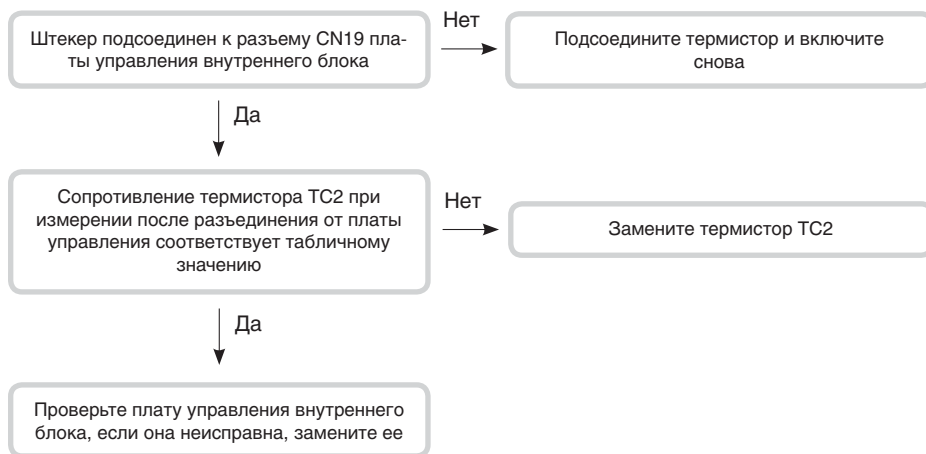 Штекер подсоединен к разъему CN19 пла-
ты управления внутреннего блока
Нет
Подсоедините термистор и включите
снова
Да
Сопротивление термистора TC2 при
измерении после разъединения от платы
управления соответствует табличному
значению
Нет
Замените термистор TC2
Да
Проверьте плату управления внутреннего
блока, если она неисправна, замените ее